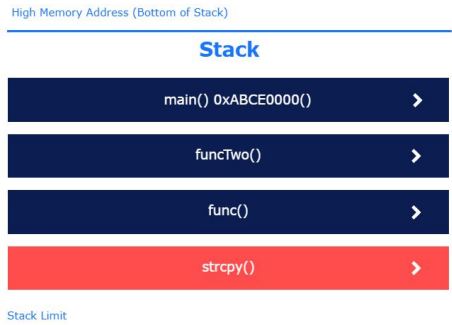 High Memory Address (Bottom of Stack)
Stack
main() 0xABCE0000()
funcTwo()
func()
strcpy()
Stack Limit